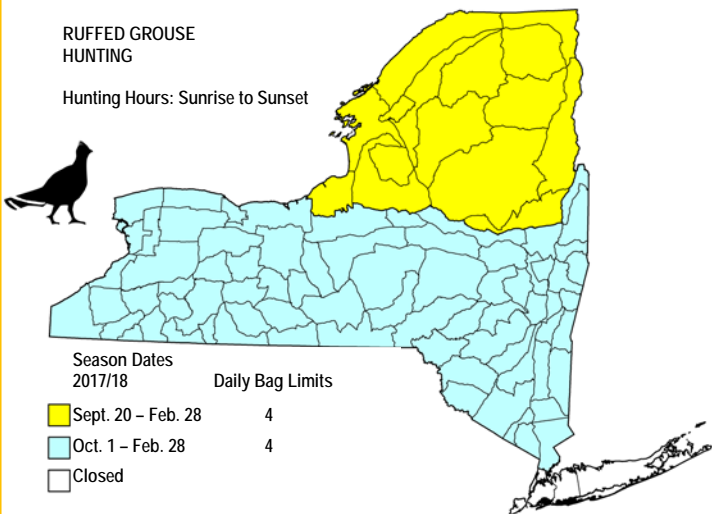 RUFFED GROUSE
HUNTING
Hunting Hours: Sunrise to Sunset
Season Dates
2017/18 Daily Bag Limits
Sept. 20 – Feb. 28 4
Oct. 1 – Feb. 28 4
Closed